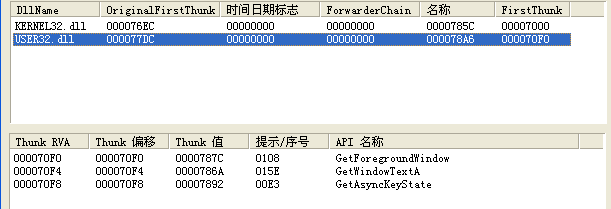 DllName OriginalFirstThunk 时间日期标志 ForwarderChain 名称 FirstThunk
KERNEL32.dll 000076EC 00000000 00000000 0000785C 00007000
USER32.dll 000077DC 00000000 00000000 000078A6 000070F0
Thunk RVA Thunk 偏移 Thunk 值 提示/序号 API 名称
000070F0 000070F0 0000787C 0108 GetForegroundWindow
000070F4 000070F4 0000786A 015E GetWindowTextA
000070F8 000070F8 00007892 00E3 GetAsyncKeyState